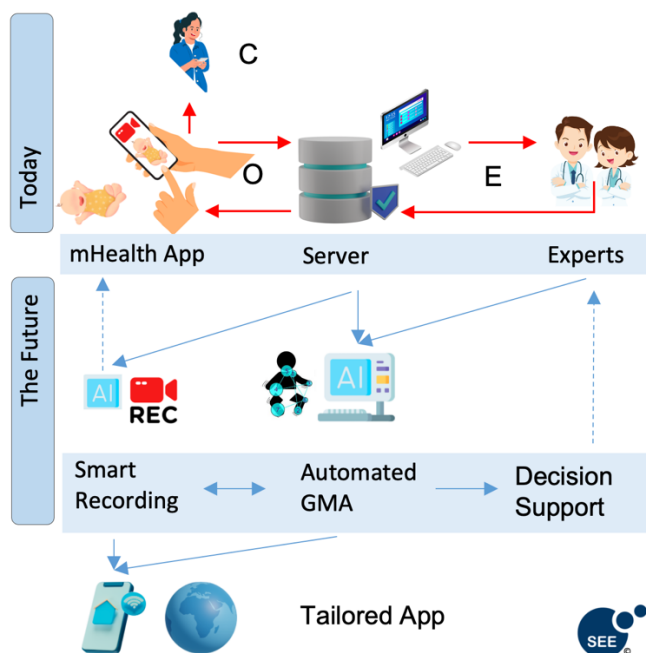 C
O
E
Today
mHealth App
Server
Experts
The Future
AI
REC
AI
Smart
Recording
Automated
GMA
Decision
Support
Tailored App
SEE
©